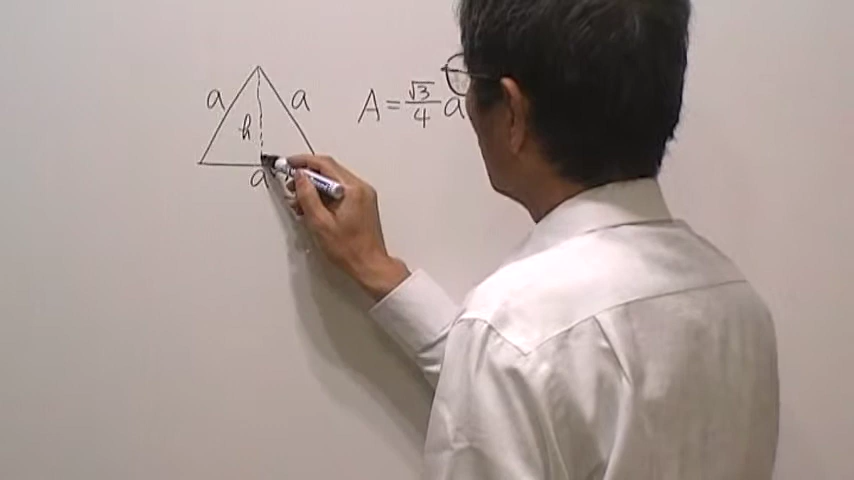 a a
h
a
A = √3/4 a